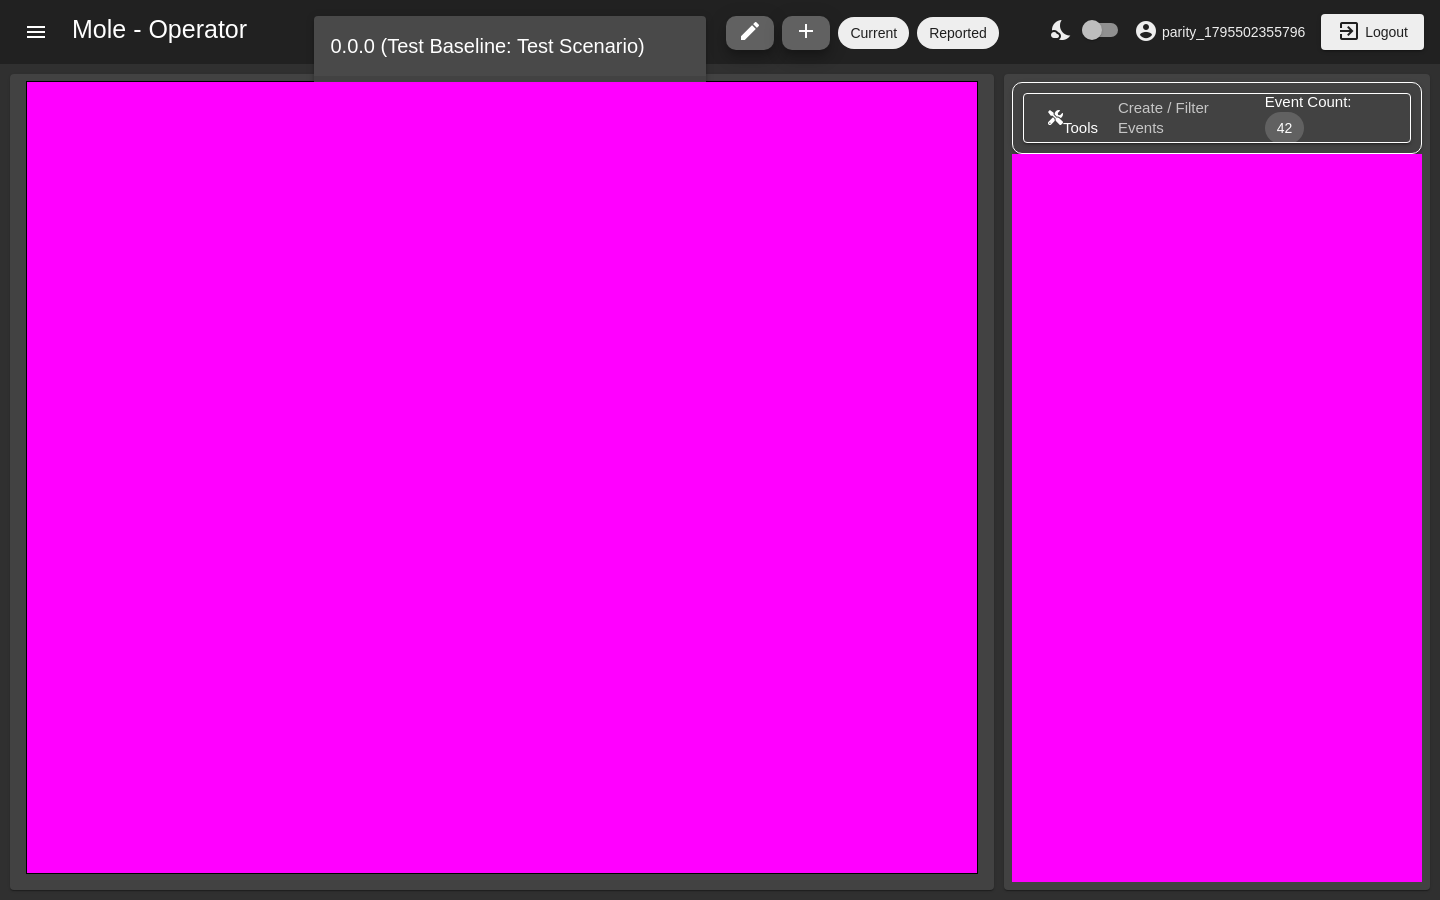 Mole - Operator
0.0.0 (Test Baseline: Test Scenario)
Current
Reported
parity_1795502355796
Logout
Tools
Create / Filter
Events
Event Count:
42